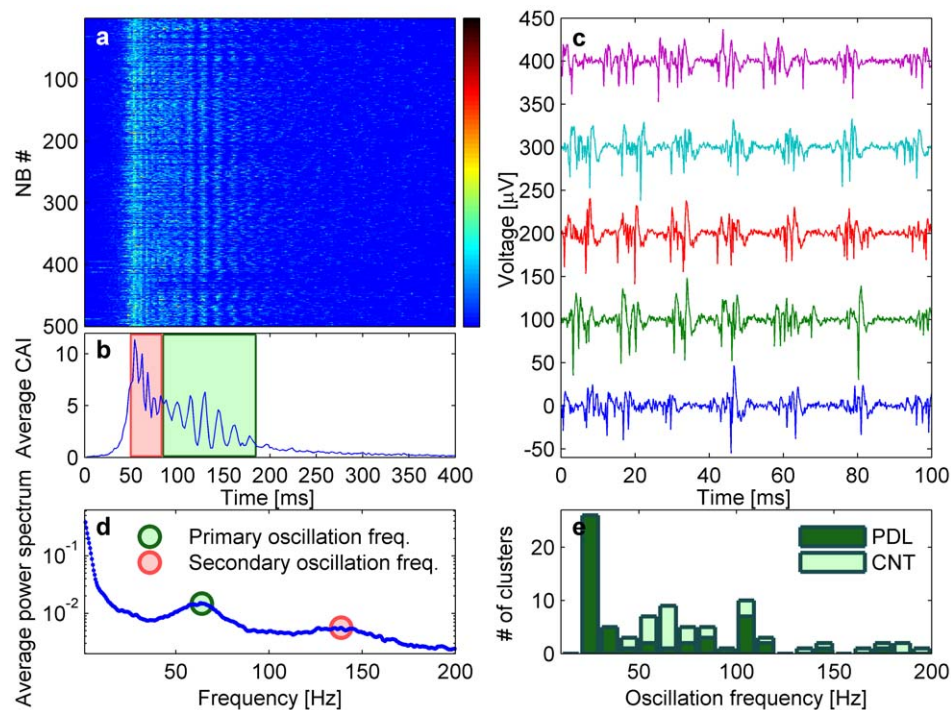 a
100
200
300
400
500
NB #
b
10
5
0
0 50 100 150 200 250 300 350 400
Average CAI
Time [ms]
c
450
400
350
300
250
200
150
100
50
0
-50
Voltage [µV]
0 20 40 60 80 100
Time [ms]
d
Primary oscillation freq.
Secondary oscillation freq.
10-1
10-2
Average power spectrum
50 100 150 200
Frequency [Hz]
e
PDL
CNT
20
10
0
# of clusters
50 100 150 200
Oscillation frequency [Hz]